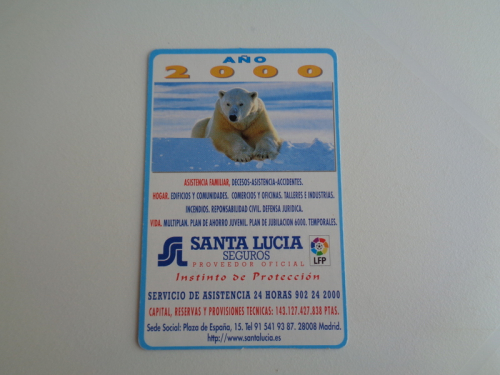 AÑO
2000
ASISTENCIA FAMILIAR. DECESOS-ASISTENCIA-ACCIDENTES.
HOGAR. EDIFICIOS Y COMUNIDADES. COMERCIOS Y OFICINAS. TALLERES E INDUSTRIAS.
INCENDIOS. REPONSABILIDAD CIVIL. DEFENSA JURIDICA.
VIDA. MULTIPLAN. PLAN DE AHORRO JUVENIL. PLAN DE JUBILACION 6000. TEMPORALES.
SL SANTA LUCIA
SEGUROS
PROVEEDOR OFICIAL
LFP
Instinto de Protección
SERVICIO DE ASISTENCIA 24 HORAS 902 24 2000
CAPITAL, RESERVAS Y PROVISIONES TECNICAS: 143.127.427.838 PTAS.
Sede Social: Plaza de España, 15. Tel 91 541 93 87. 28008 Madrid.
http://www.santalucia.es